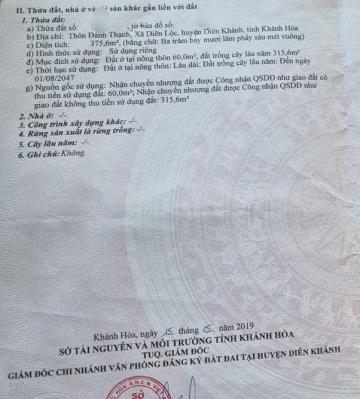 II. Thửa đất, nhà ở và sản khác gắn liền với đất
1. Thửa đất:
a) Thửa đất số: , tờ bản đồ số:
b) Địa chỉ: Thôn Đảnh Thạnh, Xã Diên Lộc, huyện Diên Khánh, tỉnh Khánh Hòa
c) Diện tích: 375,6m², (bằng chữ: Ba trăm bảy mươi lăm phẩy sáu mét vuông)
d) Hình thức sử dụng: Sử dụng riêng
đ) Mục đích sử dụng: Đất ở tại nông thôn 60,0m², đất trồng cây lâu năm 315,6m²
e) Thời hạn sử dụng: Đất ở tại nông thôn: Lâu dài; Đất trồng cây lâu năm: Đến ngày
01/08/2047
g) Nguồn gốc sử dụng: Nhận chuyển nhượng đất được Công nhận QSDĐ như giao đất có
thu tiền sử dụng đất: 60,0m²; Nhận chuyển nhượng đất được Công nhận QSDĐ như
giao đất không thu tiền sử dụng đất: 315,6m²
2. Nhà ở: -/-.
3. Công trình xây dựng khác: -/-.
4. Rừng sản xuất là rừng trồng: -/-.
5. Cây lâu năm: -/-.
6. Ghi chú: Không.
Khánh Hòa, ngày 15 tháng 5 năm 2019
SỞ TÀI NGUYÊN VÀ MÔI TRƯỜNG TỈNH KHÁNH HÒA
TUQ. GIÁM ĐỐC
GIÁM ĐỐC CHI NHÁNH VĂN PHÒNG ĐĂNG KÝ ĐẤT ĐAI TẠI HUYỆN DIÊN KHÁNH
SỞ